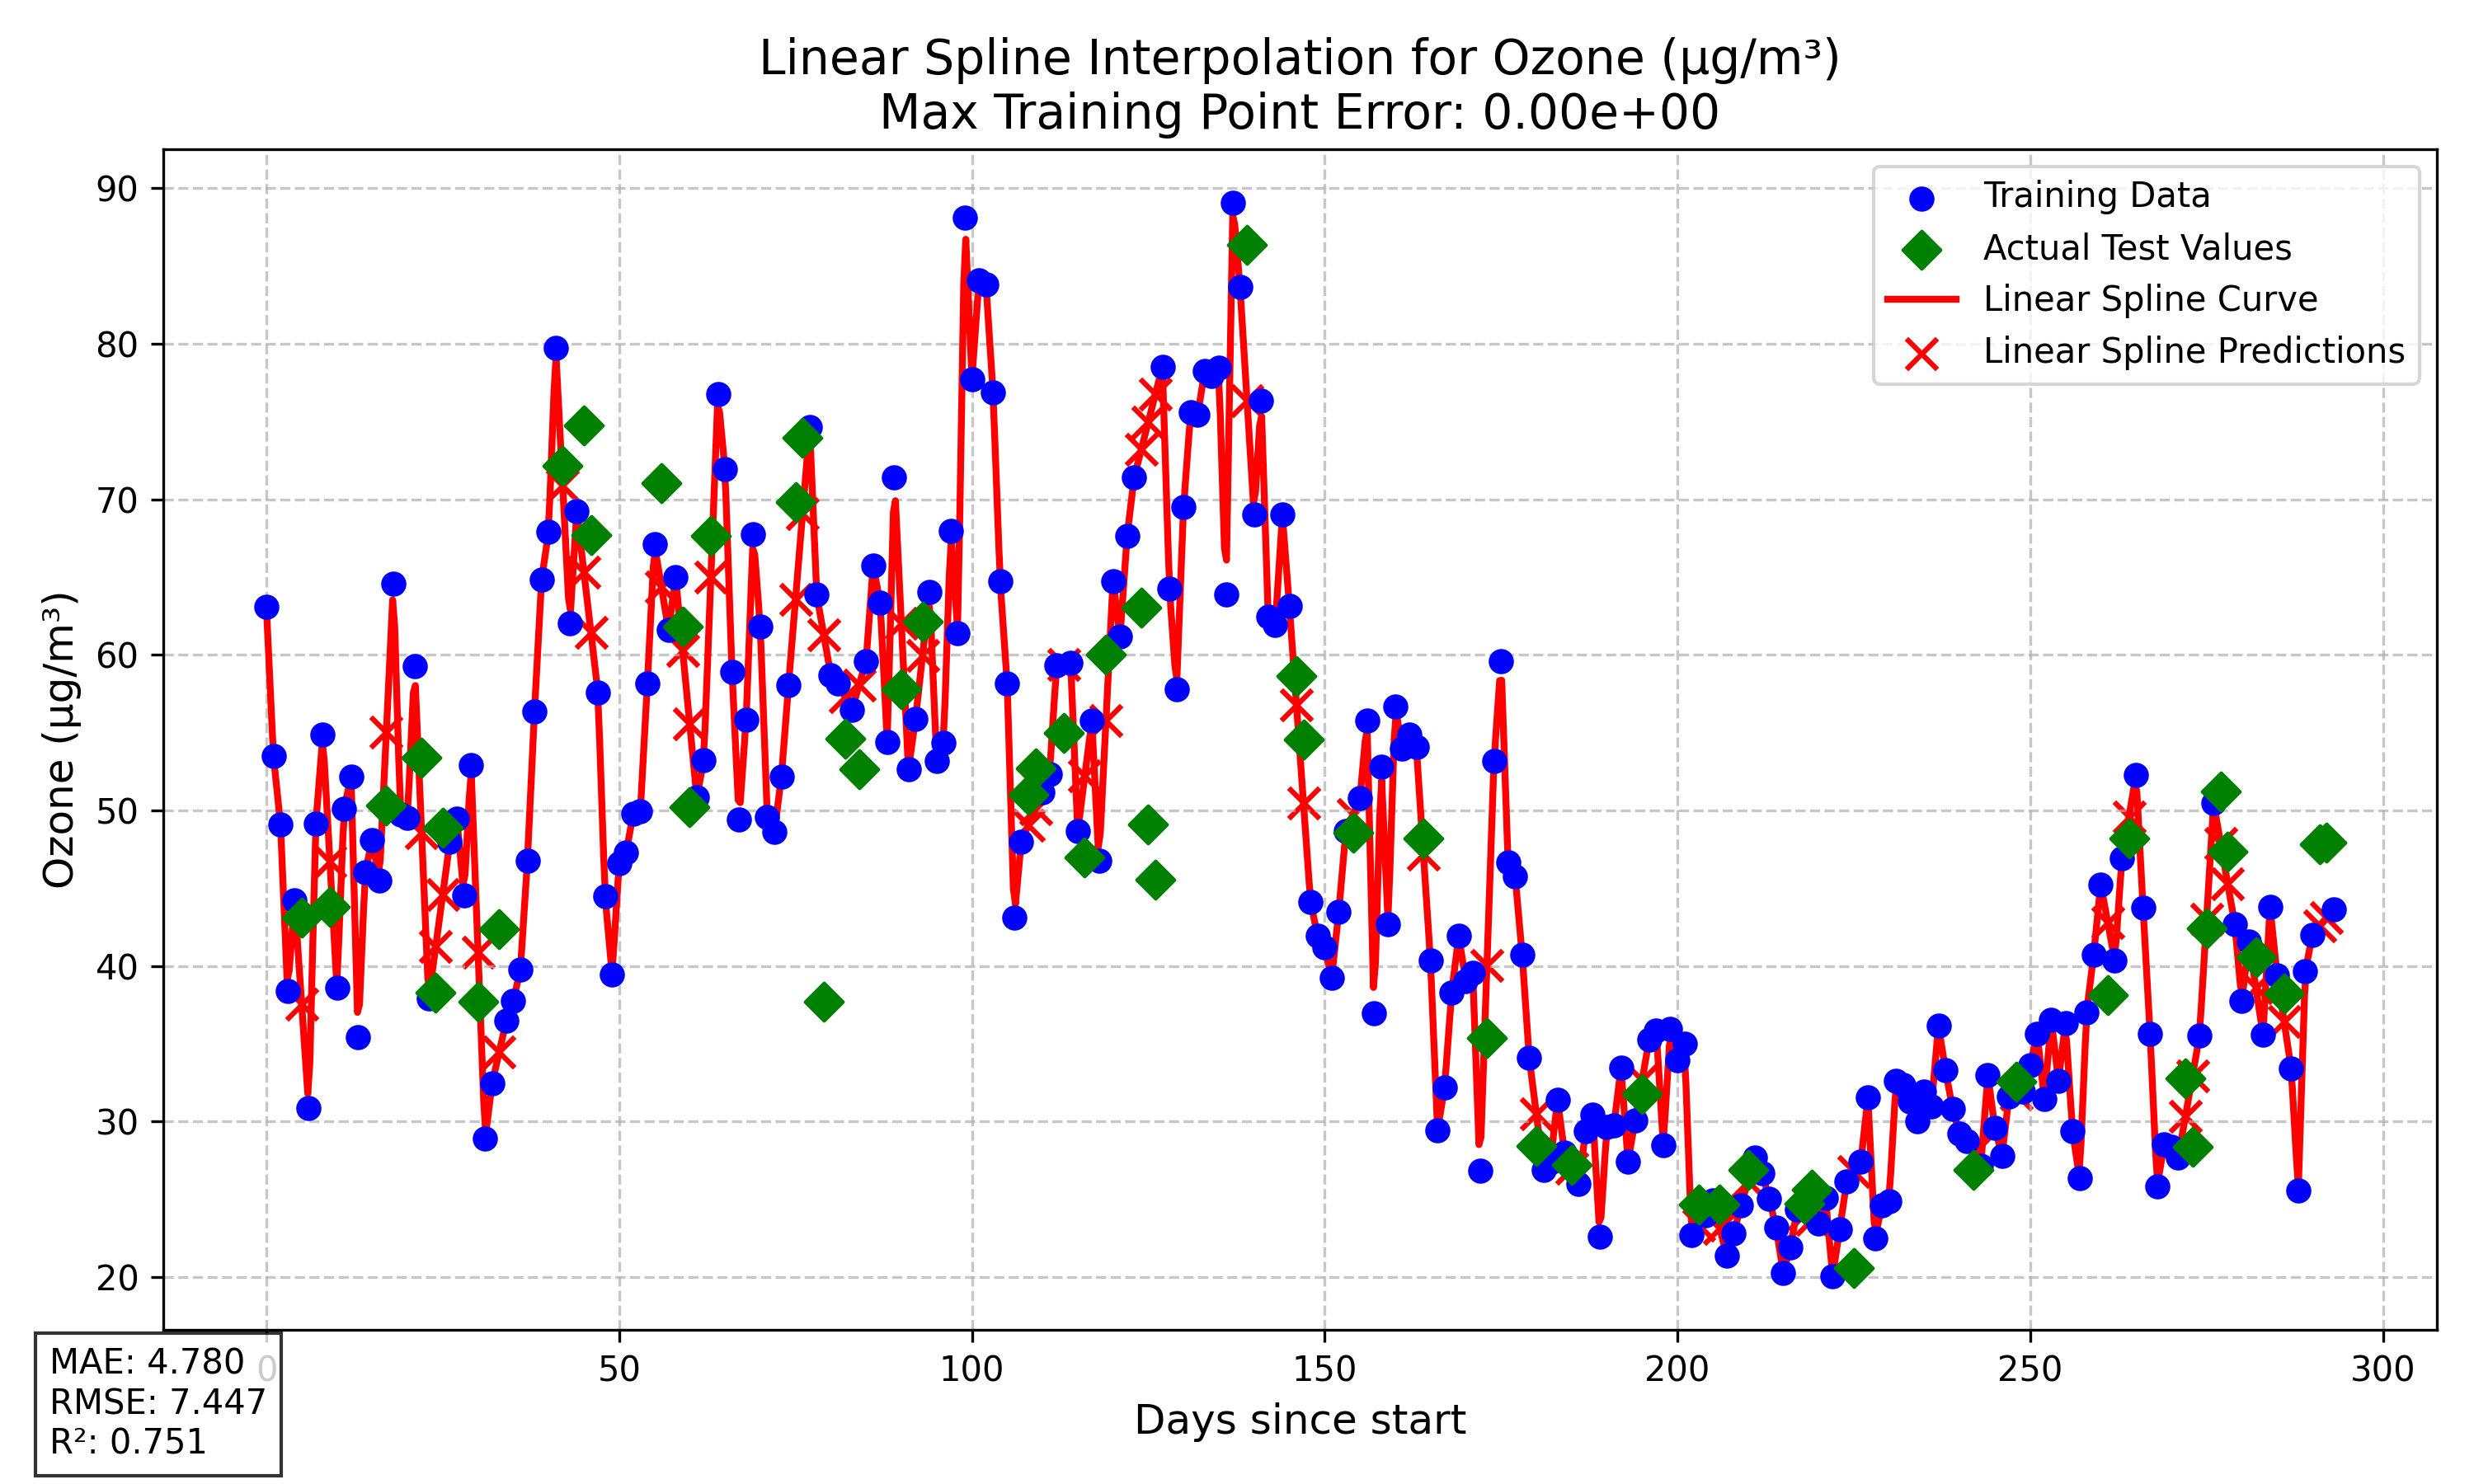 Linear Spline Interpolation for Ozone (µg/m³)
Max Training Point Error: 0.00e+00
Training Data
Actual Test Values
Linear Spline Curve
Linear Spline Predictions
90
80
70
60
50
40
30
20
Ozone (µg/m³)
0
50
100
150
200
250
300
Days since start
MAE: 4.780
RMSE: 7.447
R²: 0.751